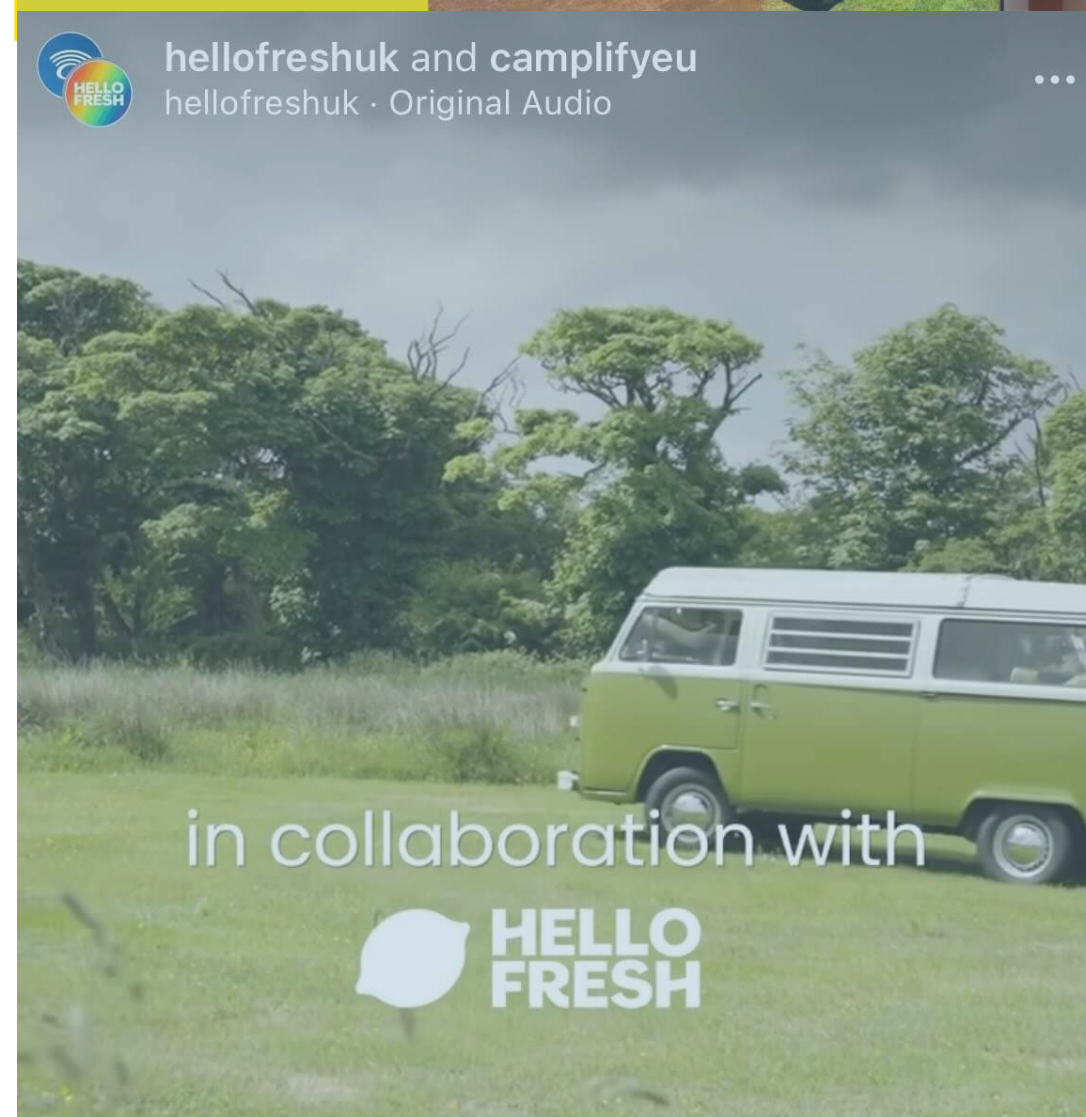 hellofreshuk and camplifyeu
HELLO
FRESH
hellofreshuk · Original Audio
in collaboration with
HELLO
FRESH